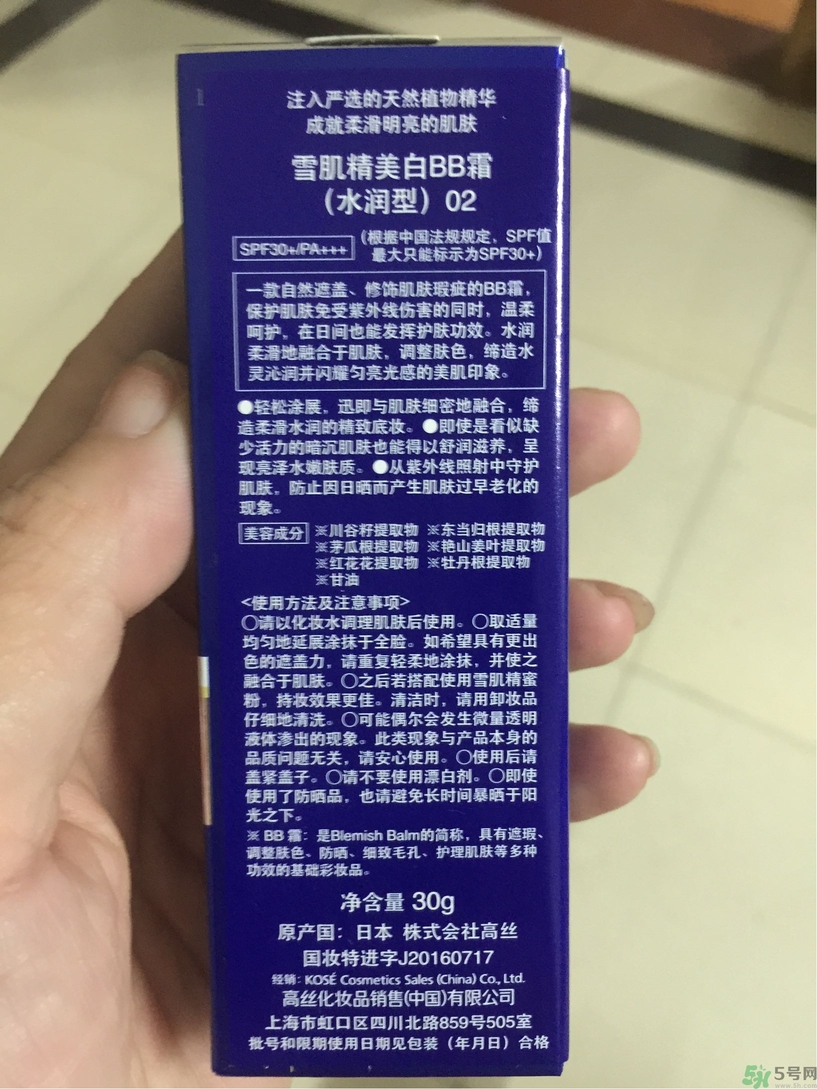 注入严选的天然植物精华
成就柔滑明亮的肌肤
雪肌精美白BB霜
（水润型）02
SPF30+/PA+++
（根据中国法规规定，SPF值
最大只能标示为SPF30+）
一款自然遮盖、修饰肌肤瑕疵的BB霜，
保护肌肤免受紫外线伤害的同时，温柔
呵护，在日间也能发挥护肤功效。水润
柔滑地融合于肌肤，调整肤色，缔造水
灵沁润并闪耀匀亮光感的美肌印象。
●轻松涂展，迅即与肌肤细密地融合，缔
造柔滑水润的精致底妆。●即使是看似缺
少活力的暗沉肌肤也能得以舒润滋养，呈
现亮泽水嫩肤质。●从紫外线照射中守护
肌肤，防止因日晒而产生肌肤过早老化的
现象。
美容成分 ※川谷籽提取物 ※东当归根提取物
※茅瓜根提取物 ※艳山姜叶提取物
※红花花提取物 ※牡丹根提取物
※甘油
<使用方法及注意事项>
○请以化妆水调理肌肤后使用。○取适量
均匀地延展涂抹于全脸。如希望具有更出
色的遮盖力，请重复轻柔地涂抹，并使之
融合于肌肤。○之后若搭配使用雪肌精蜜
粉，持妆效果更佳。清洁时，请用卸妆品
仔细地清洗。○可能偶尔会发生微量透明
液体渗出的现象。此类现象与产品本身的
品质问题无关，请安心使用。○使用后请
盖紧盖子。○请不要使用漂白剂。○即使
使用了防晒品，也请避免长时间暴晒于阳
光之下。
※ BB 霜：是Blemish Balm的简称，具有遮瑕、
调整肤色、防晒、细致毛孔、护理肌肤等多种
功效的基础彩妆品。
净含量 30g
原产国：日本 株式会社高丝
国妆特进字J20160717
经销：KOSÉ Cosmetics Sales (China) Co., Ltd.
高丝化妆品销售(中国)有限公司
上海市虹口区四川北路859号505室
批号和限期使用日期见包装（年月日）合格
5号网